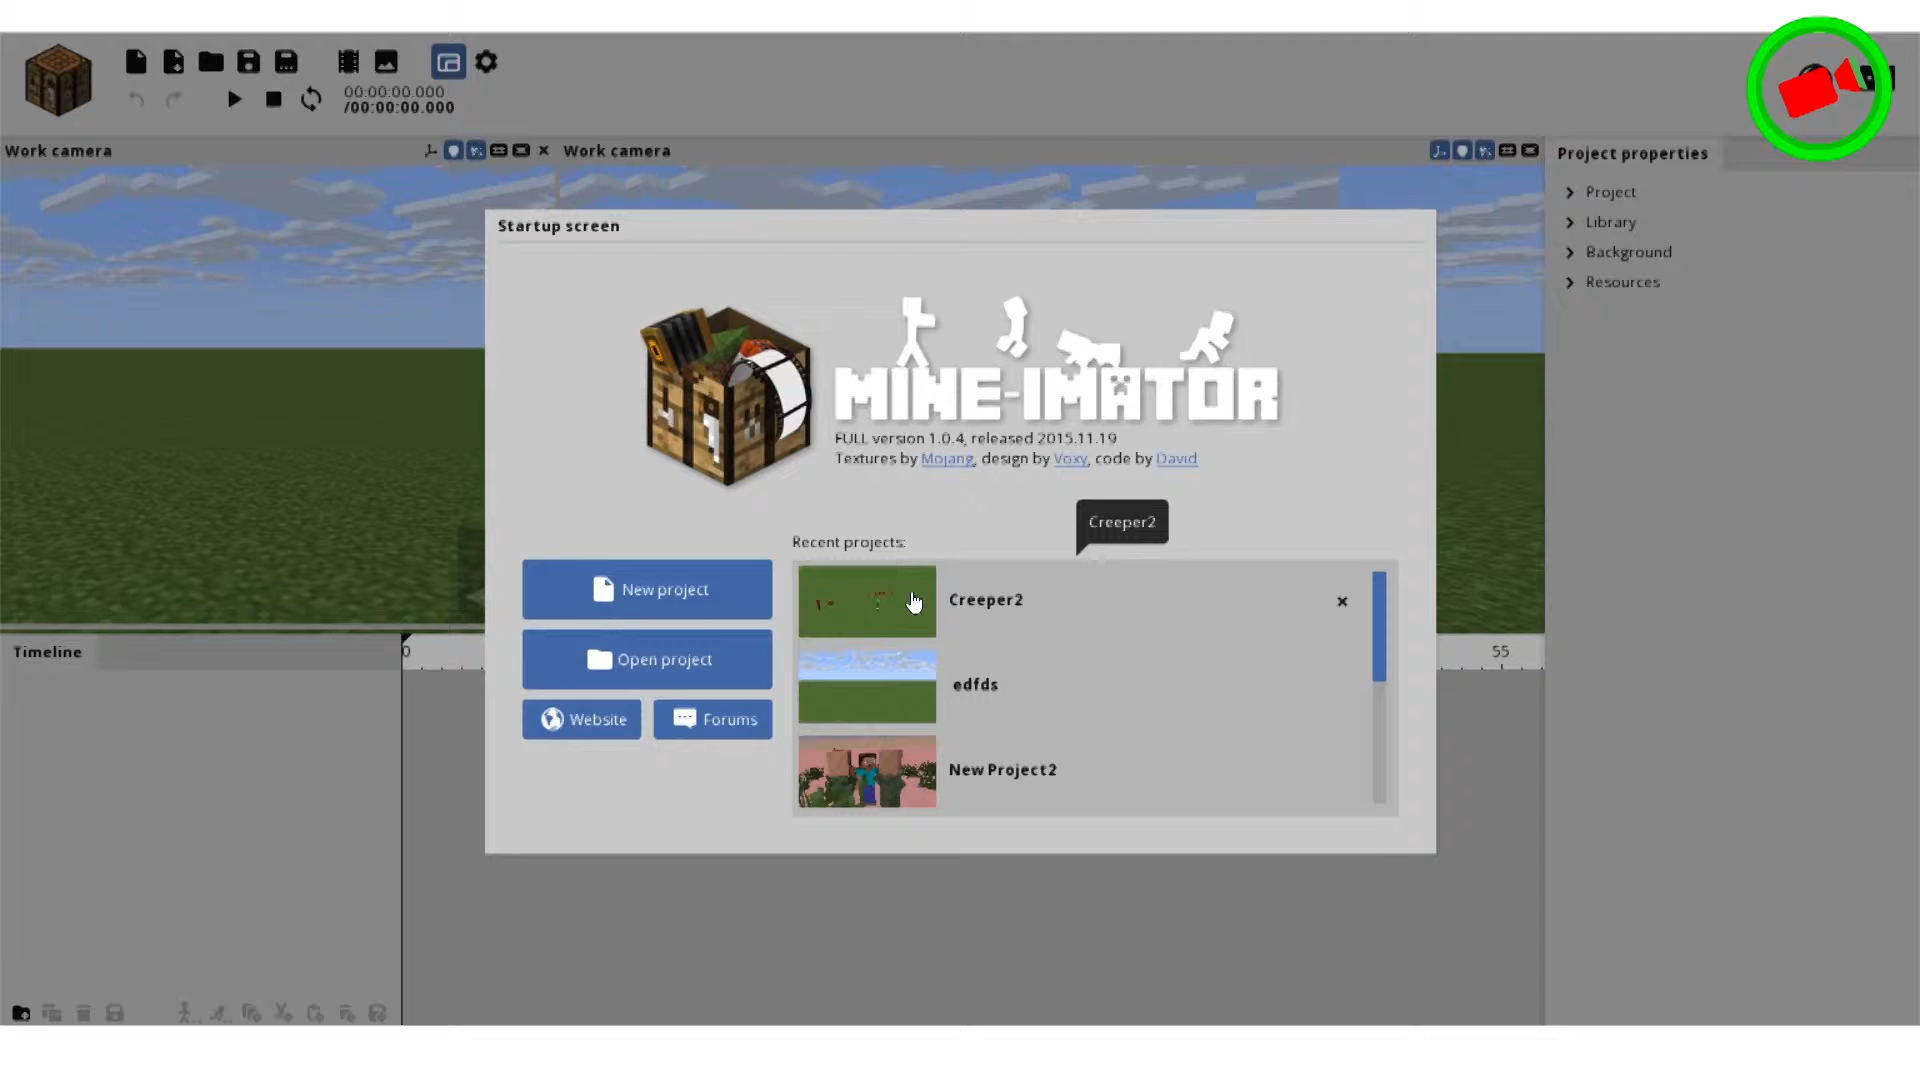 00:00:00.000
/00:00:00.000
Work camera
Work camera
Project properties
Project
Library
Background
Resources
Startup screen
MINE-IMATOR
FULL version 1.0.4, released 2015.11.19
Textures by Mojang, design by Voxy, code by David
Creeper2
Recent projects:
New project
Open project
Website
Forums
Creeper2
edfds
New Project2
Timeline
0
55